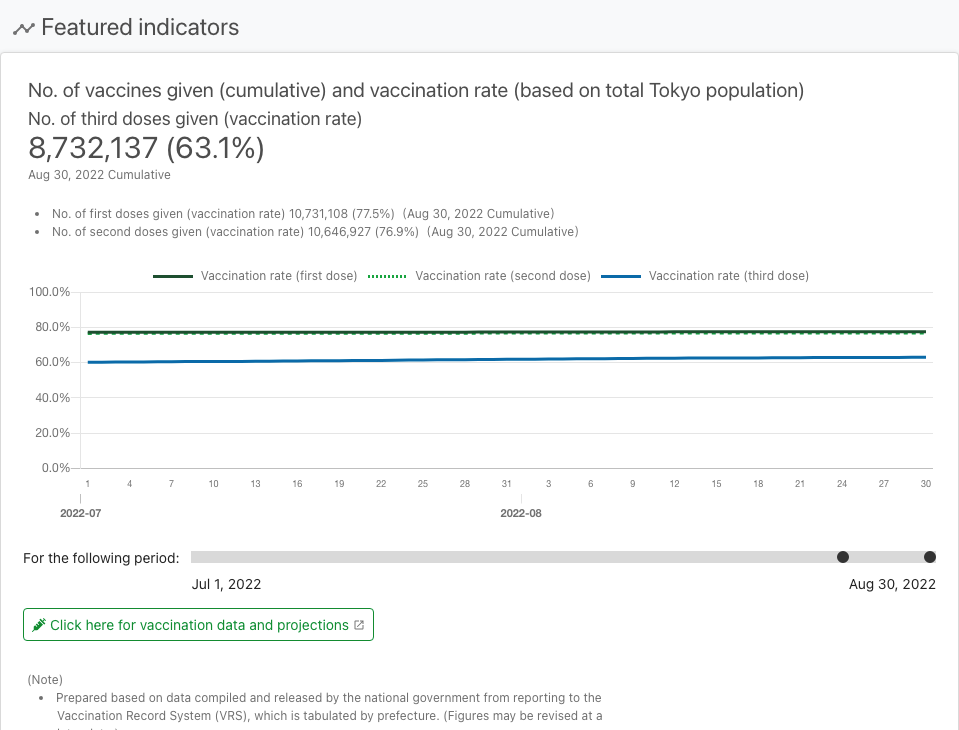 Featured indicators
No. of vaccines given (cumulative) and vaccination rate (based on total Tokyo population)
No. of third doses given (vaccination rate)
8,732,137 (63.1%)
Aug 30, 2022 Cumulative
• No. of first doses given (vaccination rate) 10,731,108 (77.5%) (Aug 30, 2022 Cumulative)
• No. of second doses given (vaccination rate) 10,646,927 (76.9%) (Aug 30, 2022 Cumulative)
Vaccination rate (first dose) Vaccination rate (second dose) Vaccination rate (third dose)
100.0%
80.0%
60.0%
40.0%
20.0%
0.0%
1 4 7 10 13 16 19 22 25 28 31 3 6 9 12 15 18 21 24 27 30
2022-07 2022-08
For the following period:
Jul 1, 2022 Aug 30, 2022
Click here for vaccination data and projections
(Note)
• Prepared based on data compiled and released by the national government from reporting to the
Vaccination Record System (VRS), which is tabulated by prefecture. (Figures may be revised at a